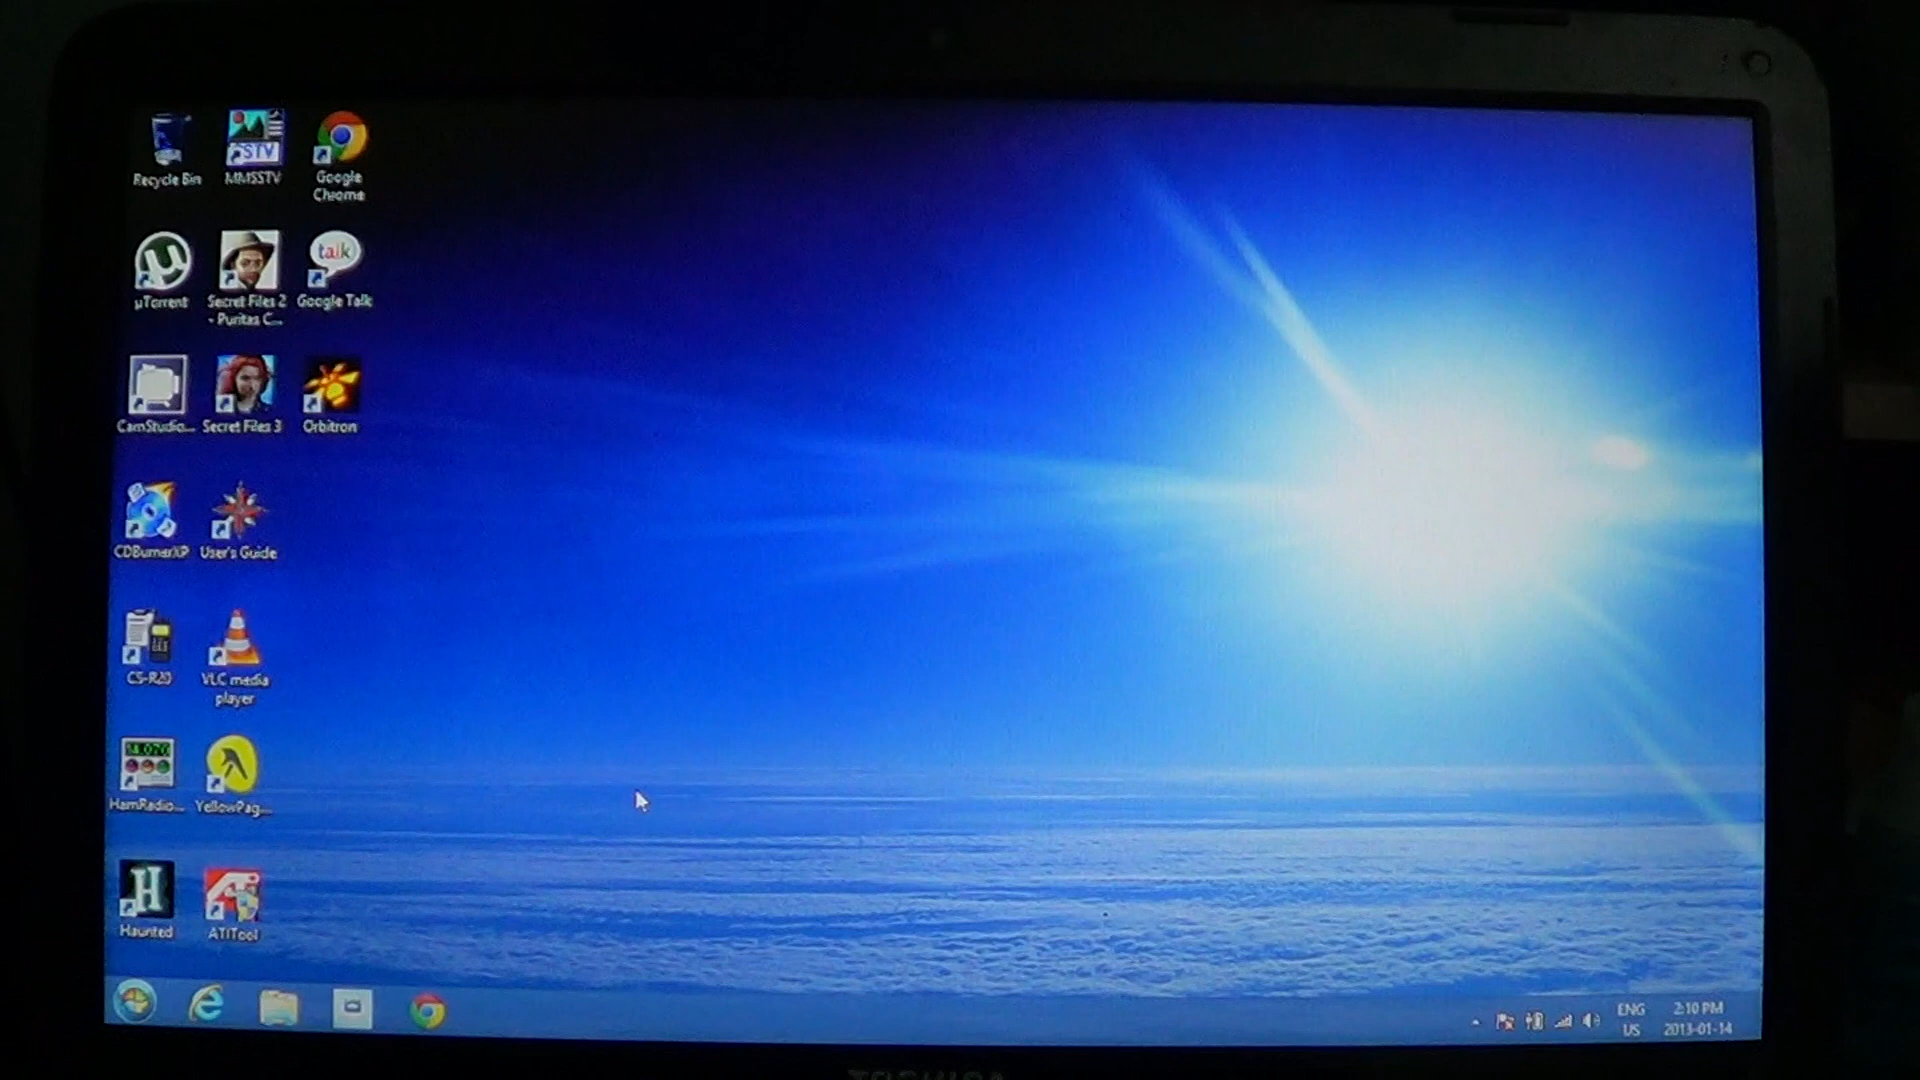 Recycle Bin
MMSSTV
Google
Chrome
µTorrent
Secret Files 2
- Puritas C...
Google Talk
talk
CamStudio...
Secret Files 3
Orbitron
CDBurnerXP
User's Guide
CS-R20
VLC media
player
HamRadio...
YellowPag...
Haunted
ATITool
ENG
US
2:10 PM
2013-01-14